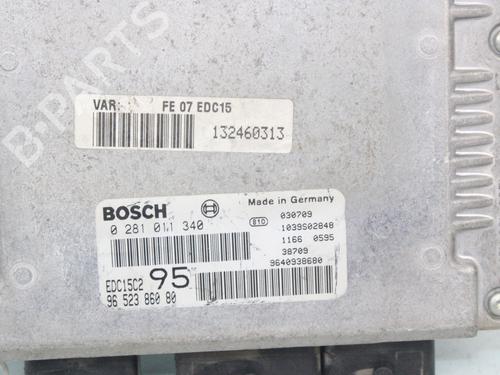 VAR: FE 07 EDC15
132460313
BOSCH
Made in Germany
0 281 011 340
810
030709
1039S02848
1166 0595
38709
9640938680
EDC15C2 95
96 523 860 80
B-PARTS